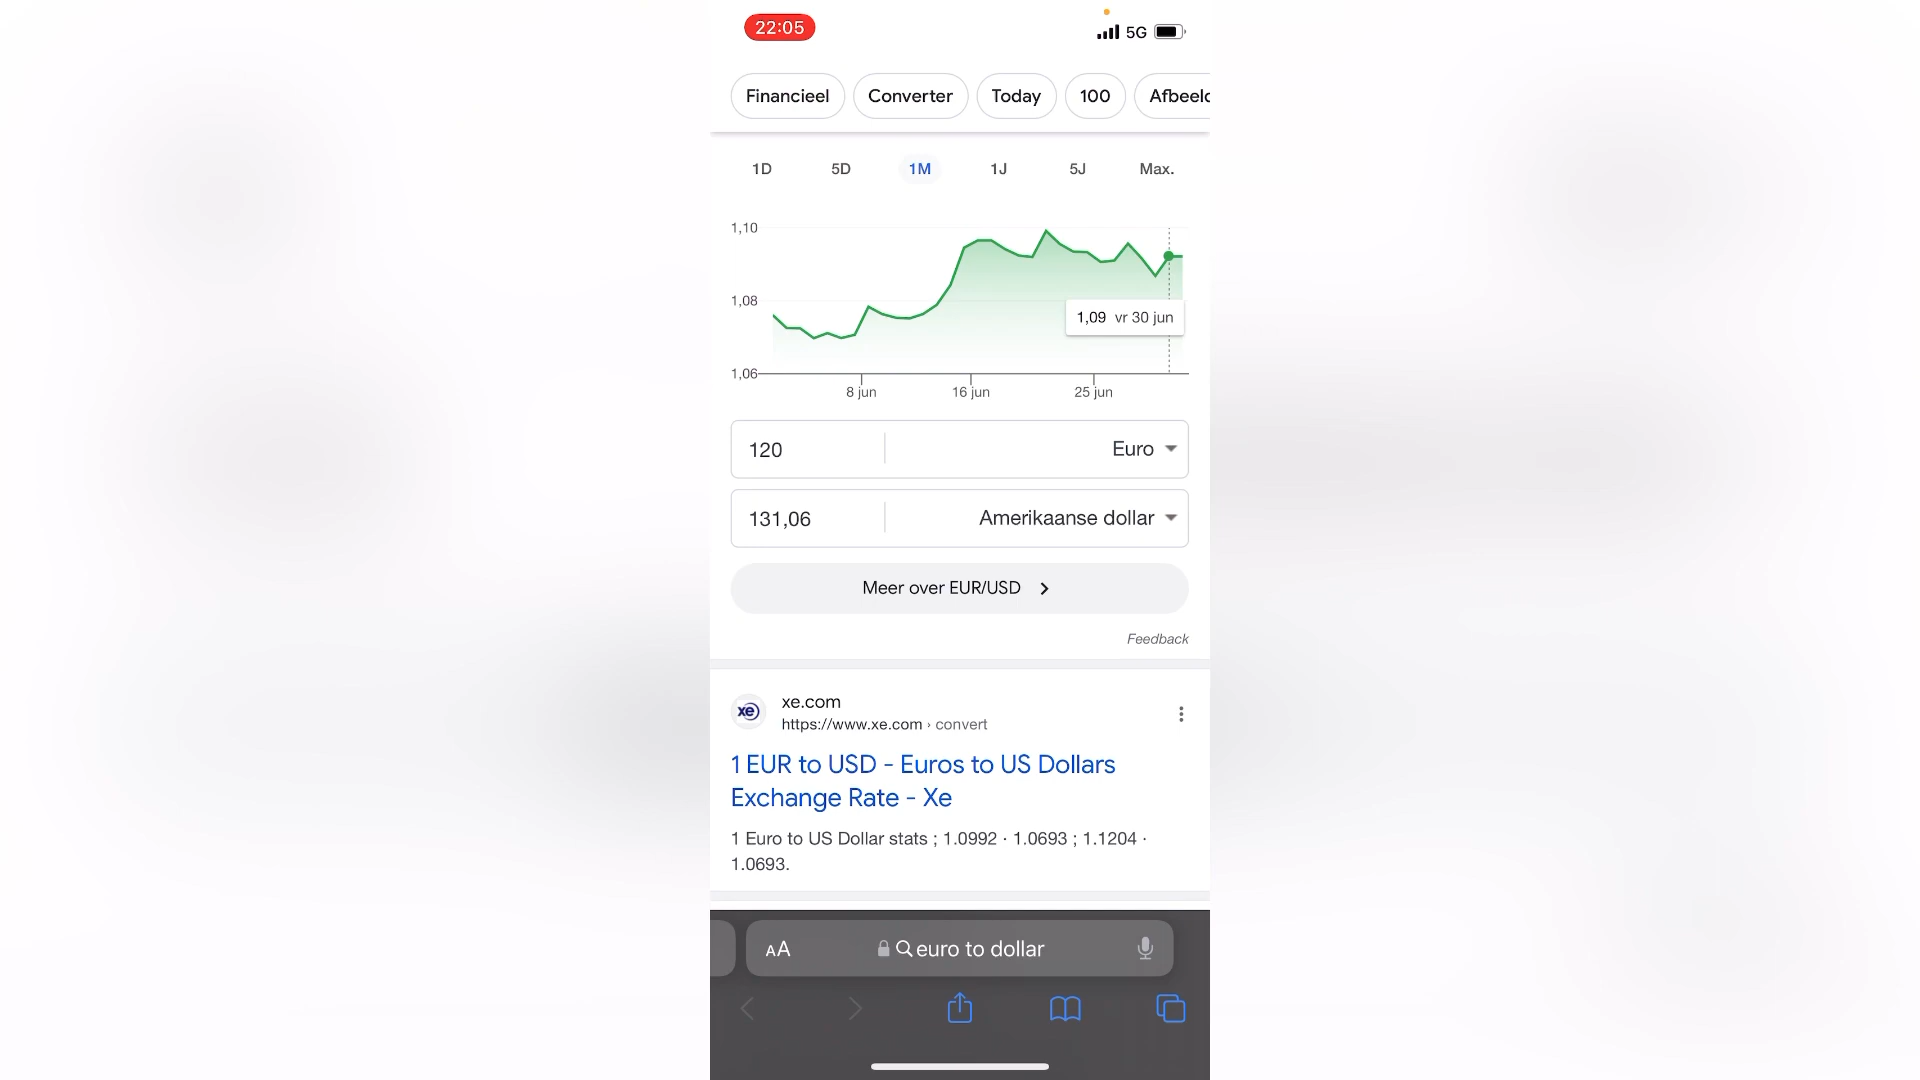 22:05 5G
Financieel Converter Today 100 Afbeeld
1D 5D 1M 1J 5J Max.
1,10
1,08
1,09 vr 30 jun
1,06
8 jun 16 jun 25 jun
120 Euro
131,06 Amerikaanse dollar
Meer over EUR/USD
Feedback
xe xe.com
https://www.xe.com › convert
1 EUR to USD - Euros to US Dollars
Exchange Rate - Xe
1 Euro to US Dollar stats ; 1.0992 · 1.0693 ; 1.1204 ·
1.0693.
AA euro to dollar